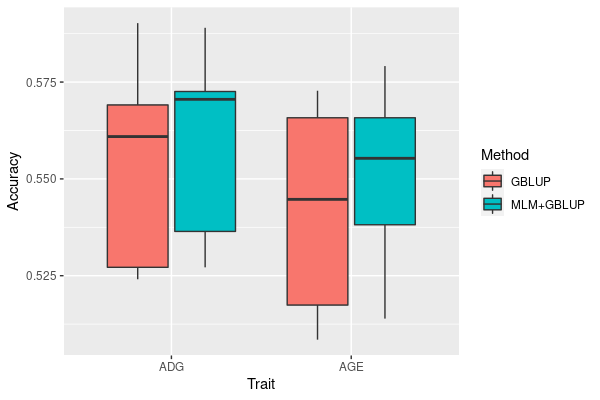 Accuracy
0.575
0.550
0.525
ADG
AGE
Trait
Method
GBLUP
MLM+GBLUP